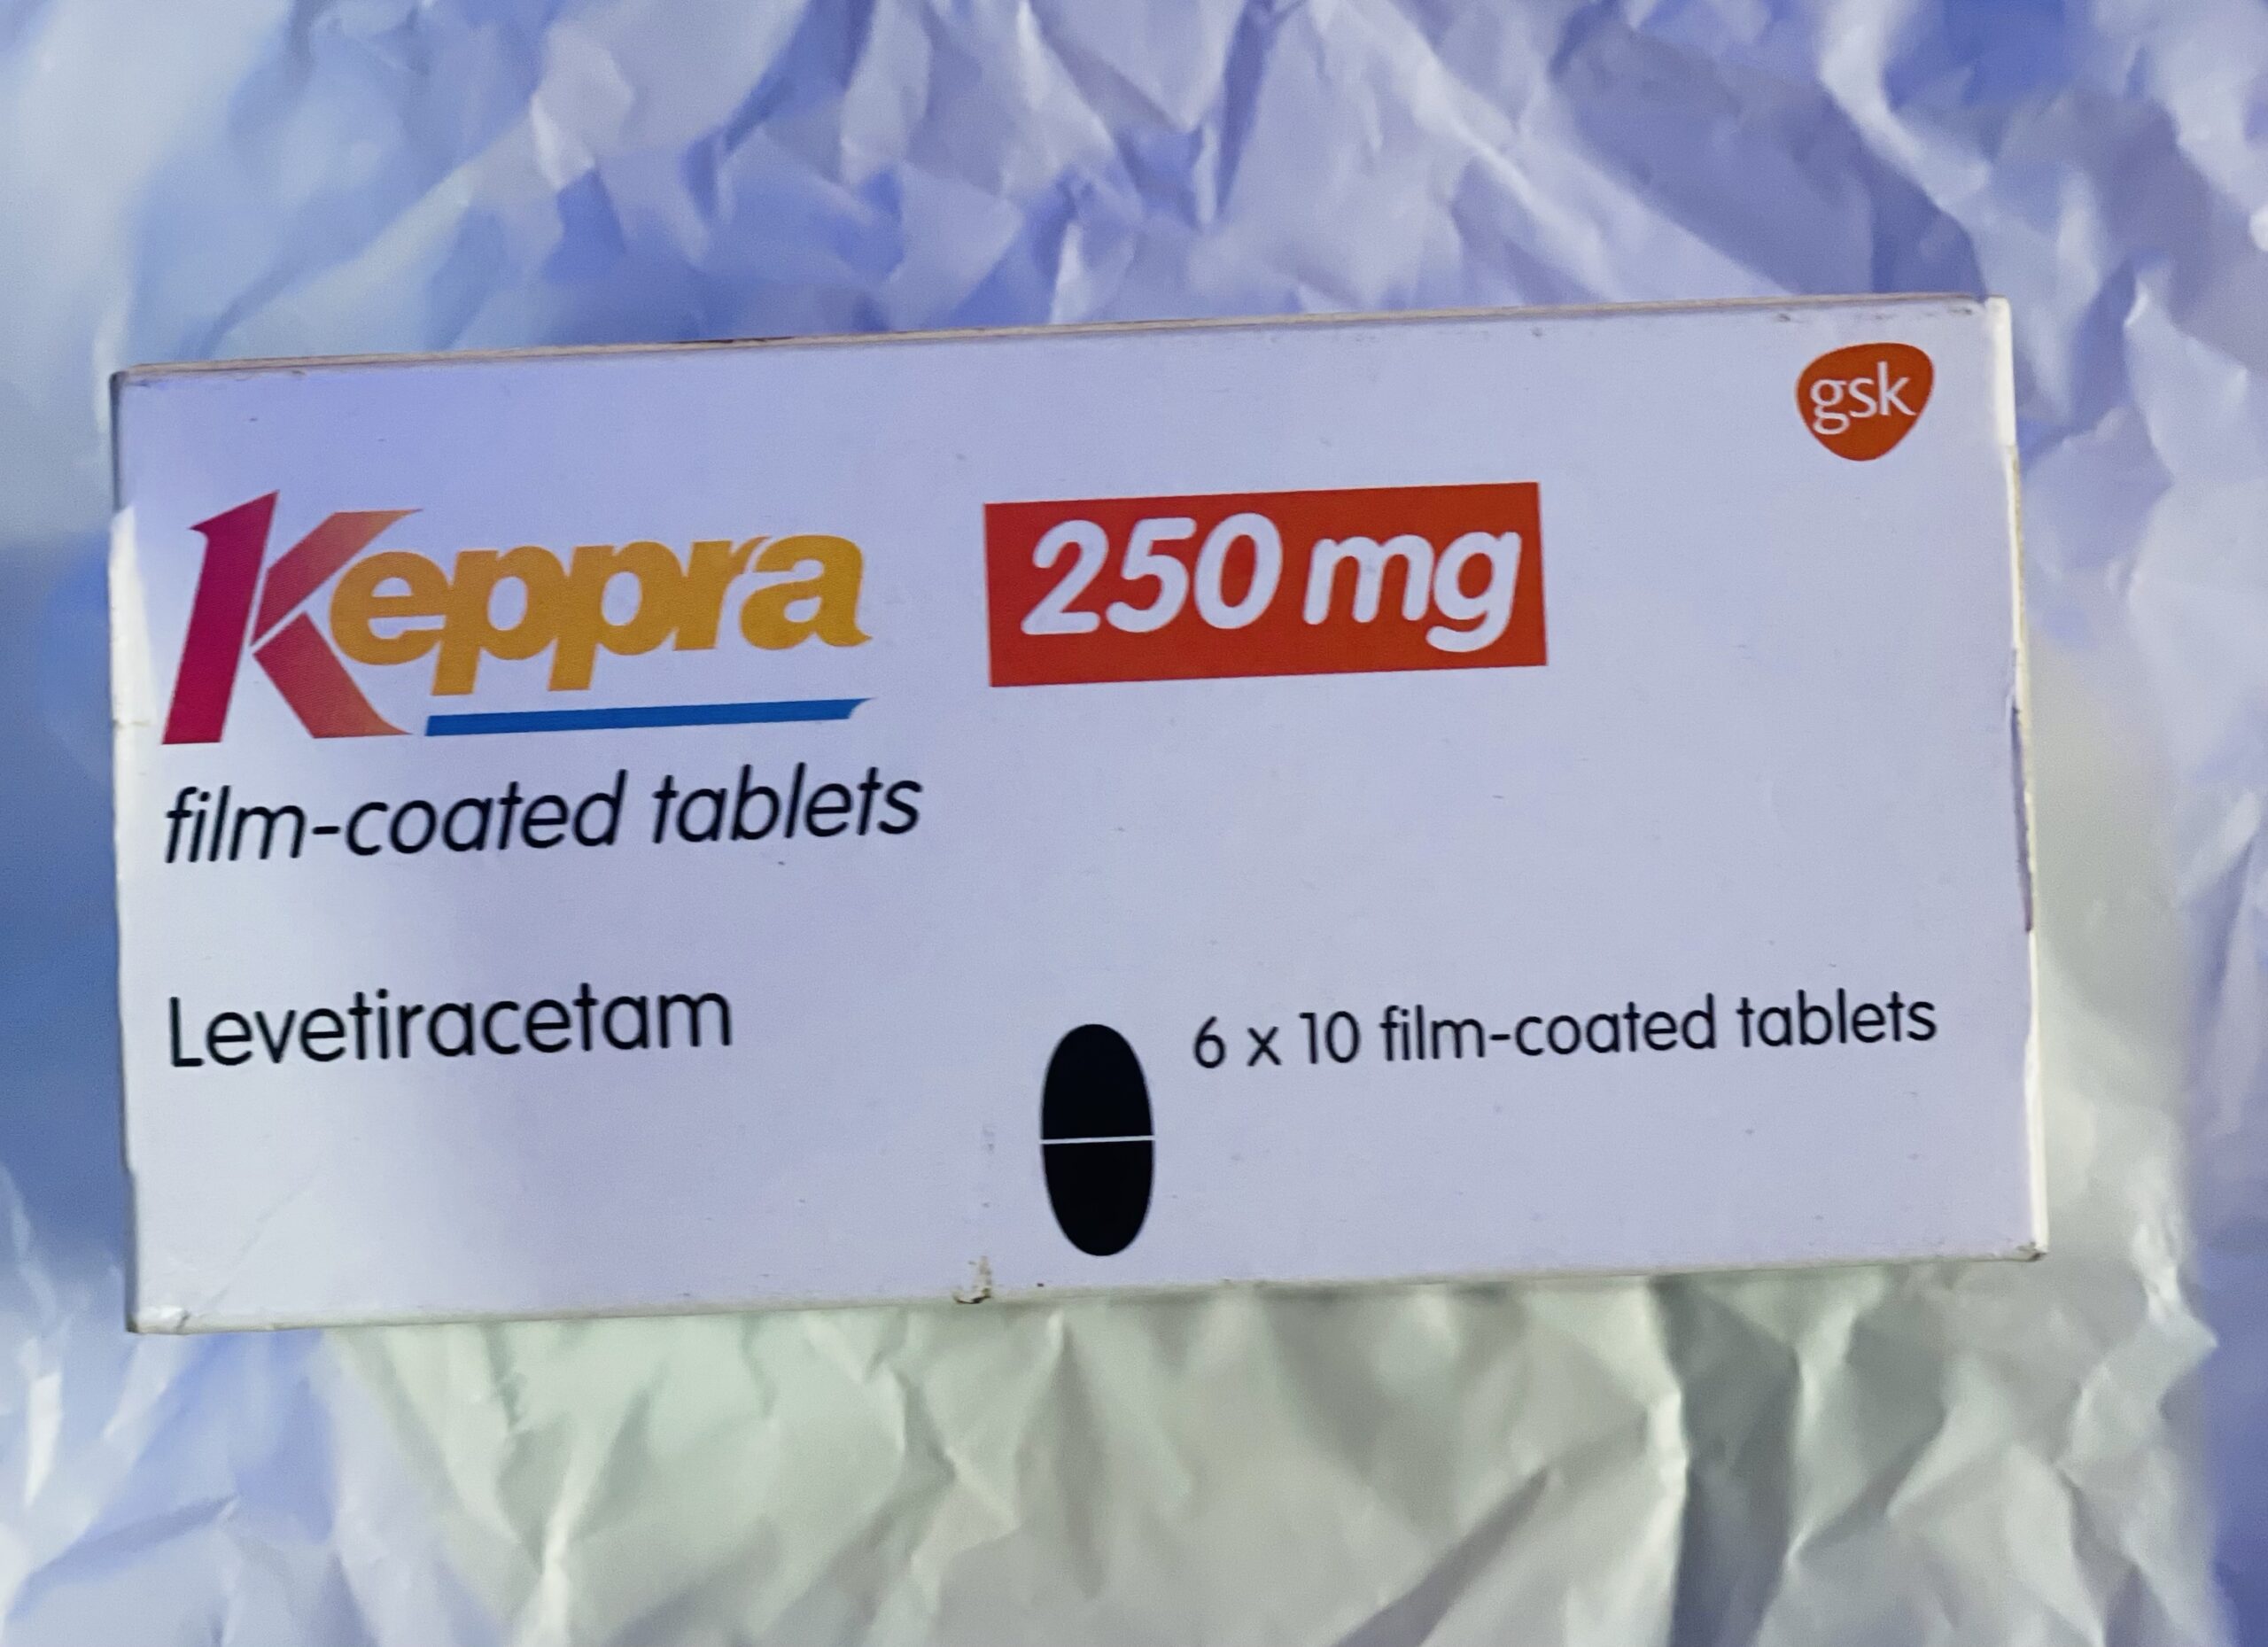 gsk
Keppra 250 mg
film-coated tablets
Levetiracetam
6 x 10 film-coated tablets